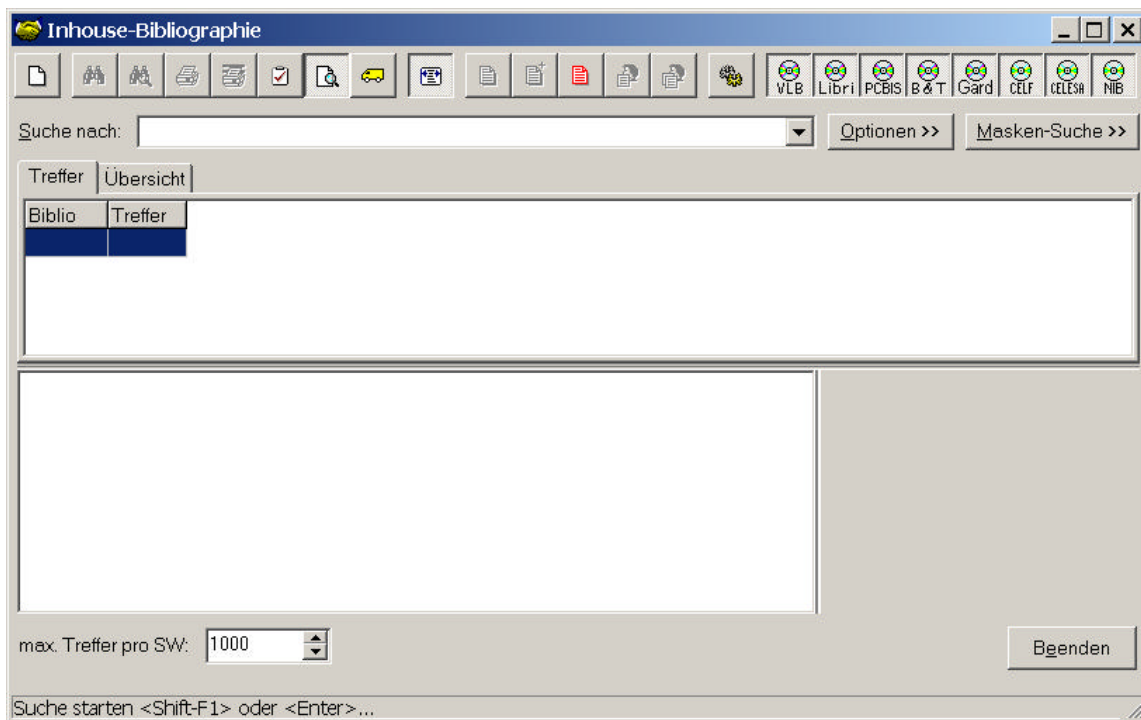 Inhouse-Bibliographie
VLB Libri PCBIS B & T Gard CELF CELESA NIB
Suche nach: Optionen >> Masken-Suche >>
Treffer Übersicht
Biblio Treffer
max. Treffer pro SW: 1000
Beenden
Suche starten <Shift-F1> oder <Enter>...